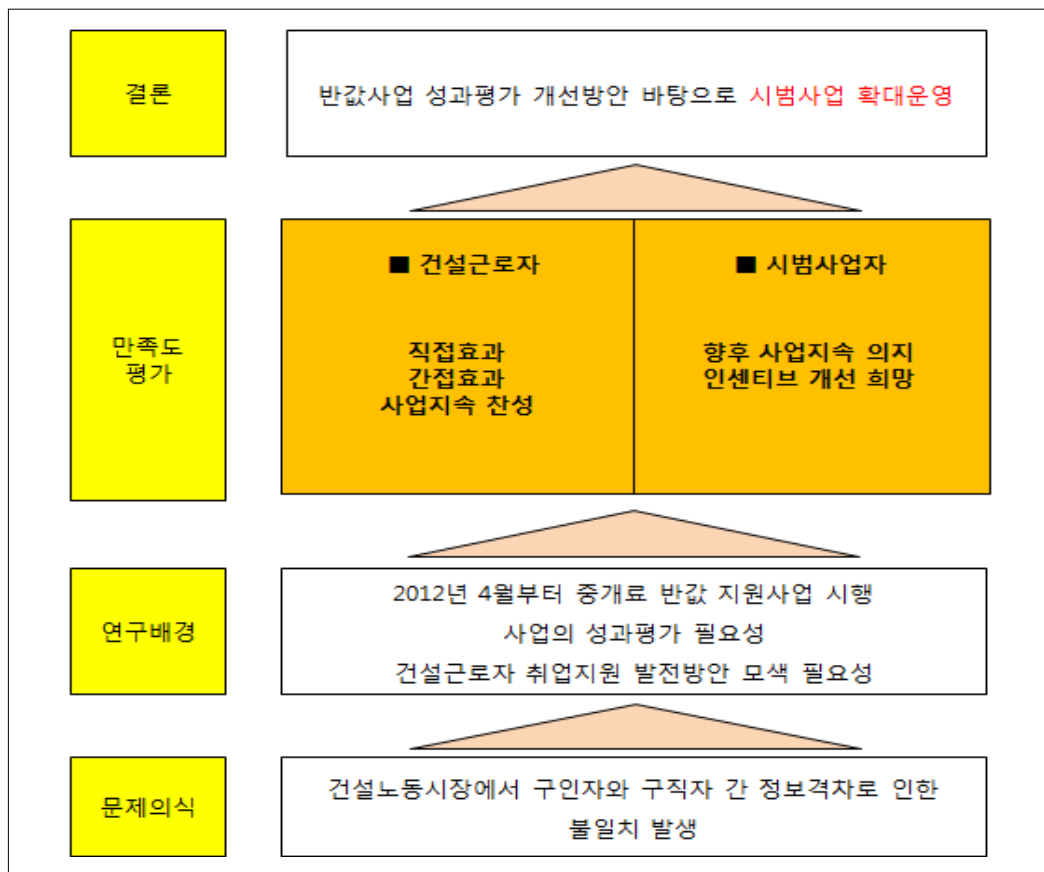 결론
반값사업 성과평가 개선방안 바탕으로 시범사업 확대운영
만족도
평가
■ 건설근로자
직접효과
간접효과
사업지속 찬성
■ 시범사업자
향후 사업지속 의지
인센티브 개선 희망
연구배경
2012년 4월부터 중개료 반값 지원사업 시행
사업의 성과평가 필요성
건설근로자 취업지원 발전방안 모색 필요성
문제의식
건설노동시장에서 구인자와 구직자 간 정보격차로 인한
불일치 발생